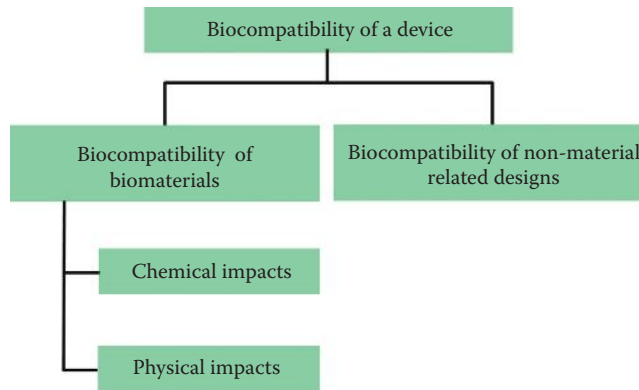 Biocompatibility of a device
Biocompatibility of
biomaterials
Biocompatibility of non-material
related designs
Chemical impacts
Physical impacts